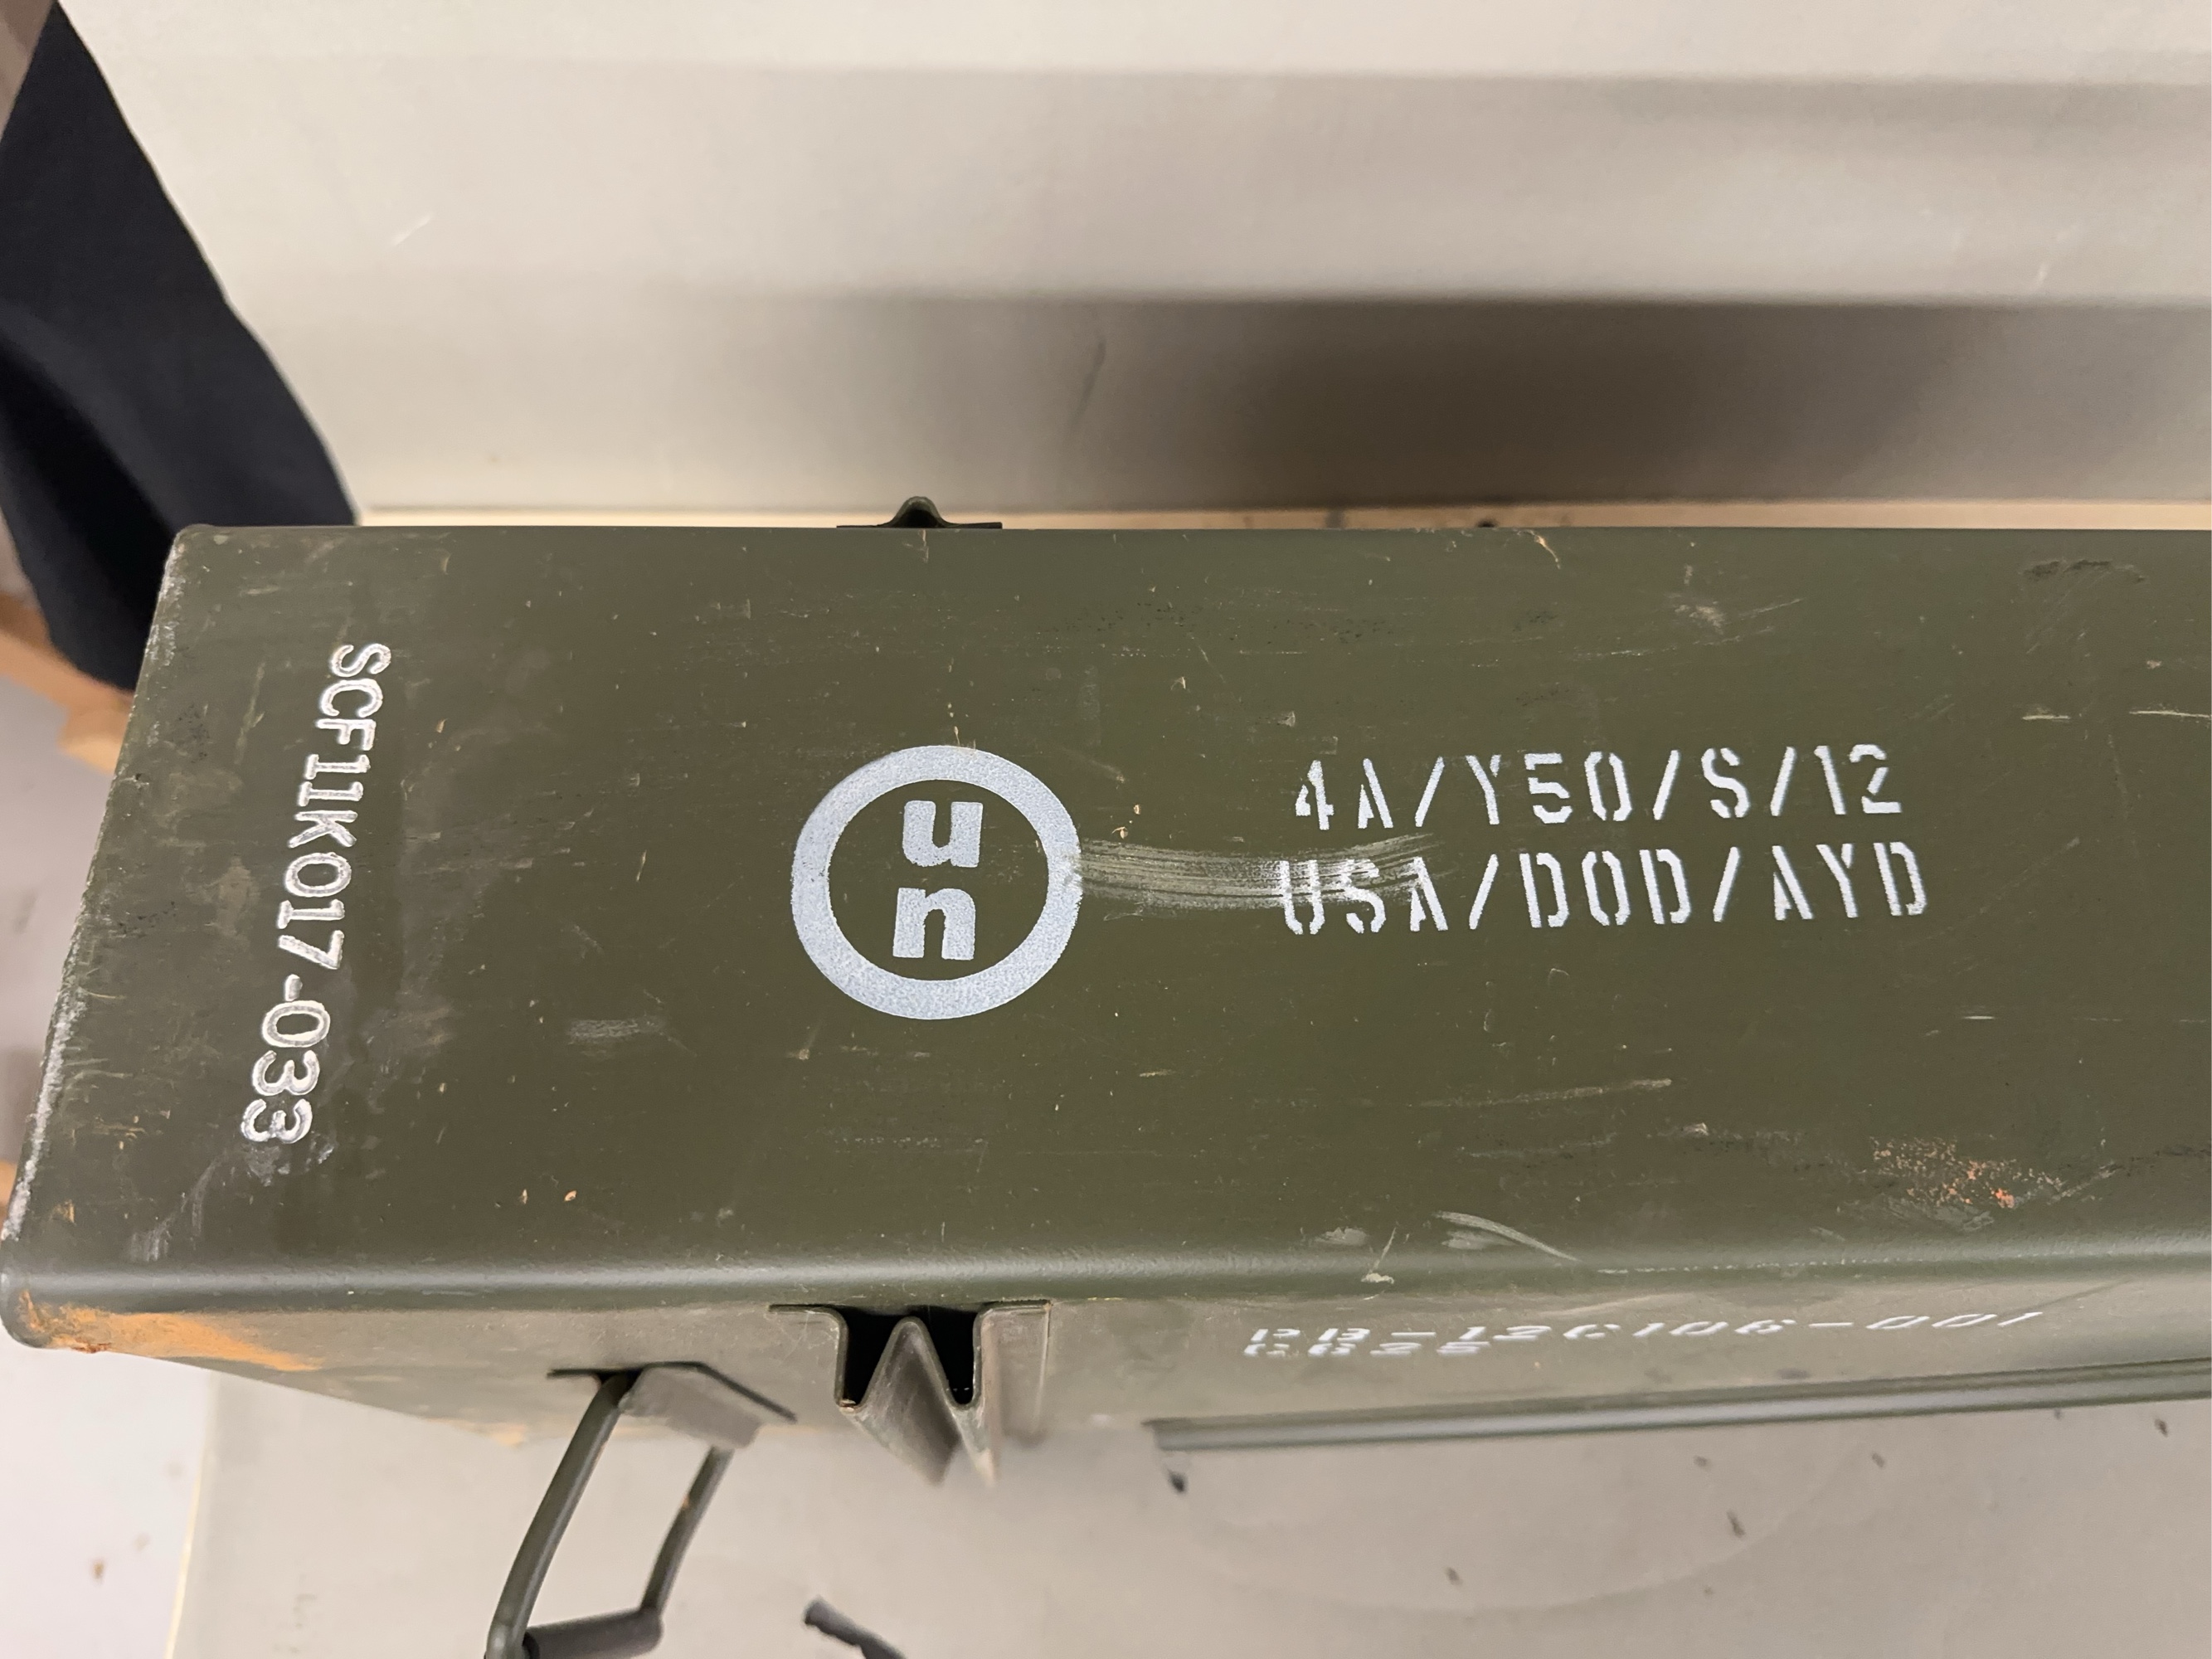 SCF11K017-033
un
4A/Y50/S/12
USA/DOD/AYD